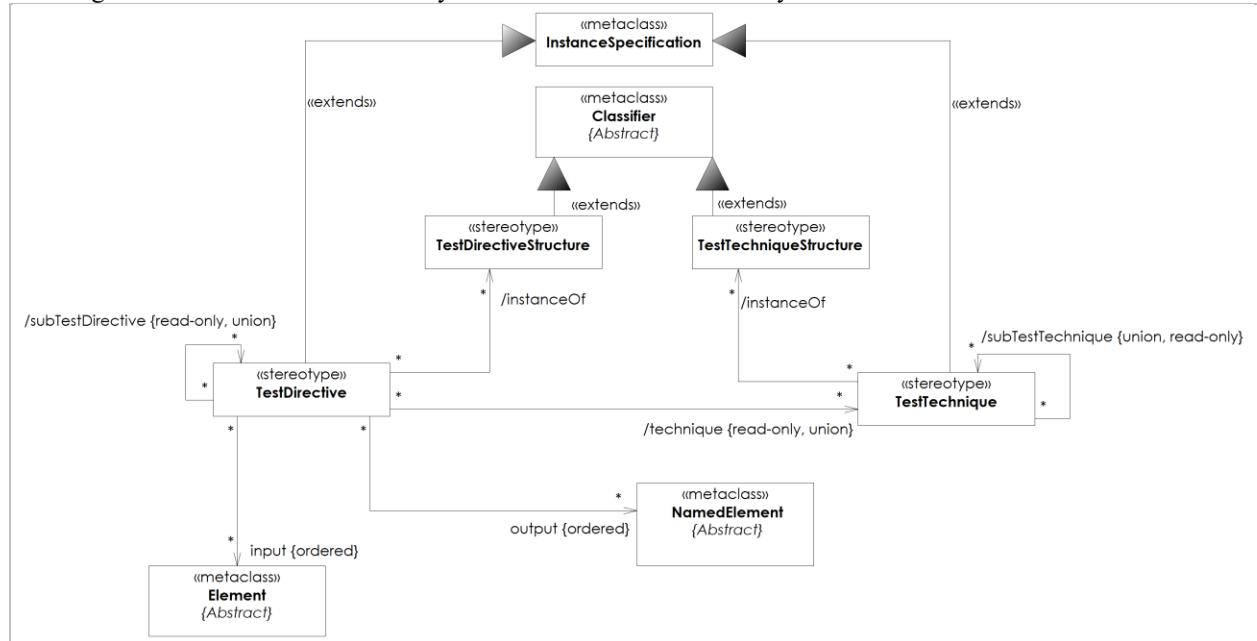 «metaclass»
InstanceSpecification
«extends»
«extends»
«metaclass»
Classifier
{Abstract}
«extends»
«extends»
«stereotype»
TestDirectiveStructure
«stereotype»
TestTechniqueStructure
*
/instanceOf
*
/instanceOf
/subTestDirective {read-only, union}
*
/subTestTechnique {union, read-only}
*
*
«stereotype»
TestDirective
*
*
*
*
«stereotype»
TestTechnique
*
*
*
*
/technique {read-only, union}
«metaclass»
NamedElement
{Abstract}
*
output {ordered}
*
input {ordered}
«metaclass»
Element
{Abstract}